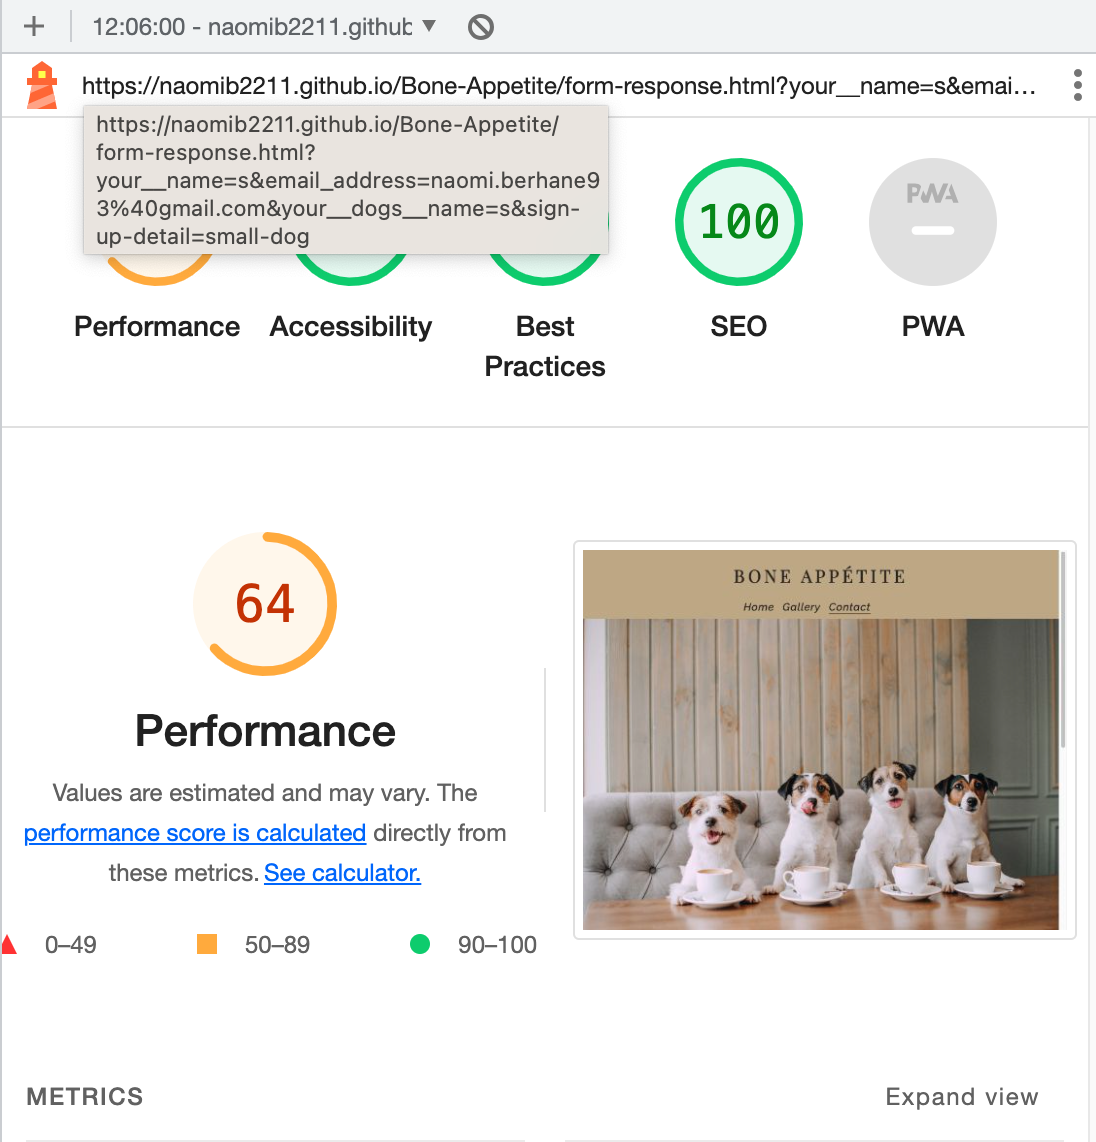 12:06:00 - naomib2211.github
https://naomib2211.github.io/Bone-Appetite/form-response.html?your__name=s&emai…
https://naomib2211.github.io/Bone-Appetite/
form-response.html?
your__name=s&email_address=naomi.berhane9
3%40gmail.com&your__dogs__name=s&sign-
up-detail=small-dog
100
PWA
Performance
Accessibility
Best
Practices
SEO
PWA
64
BONE APPÉTITE
Home Gallery Contact
Performance
Values are estimated and may vary. The
performance score is calculated directly from
these metrics. See calculator.
0–49
50–89
90–100
METRICS
Expand view